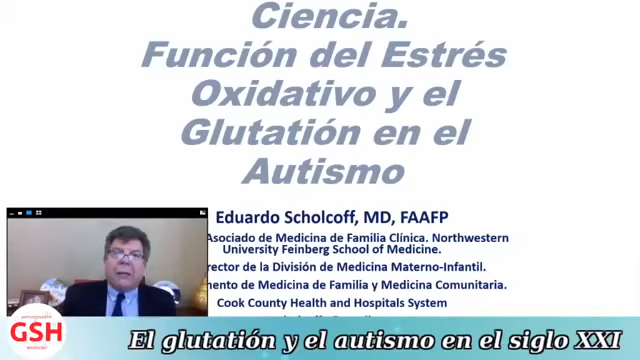 Ciencia.
Función del Estrés
Oxidativo y el
Glutatión en el
Autismo
Eduardo Scholcoff, MD, FAAFP
Asociado de Medicina de Familia Clínica. Northwestern
University Feinberg School of Medicine.
rector de la División de Medicina Materno-Infantil.
mento de Medicina de Familia y Medicina Comunitaria.
Cook County Health and Hospitals System
GSH
El glutatión y el autismo en el siglo XXI